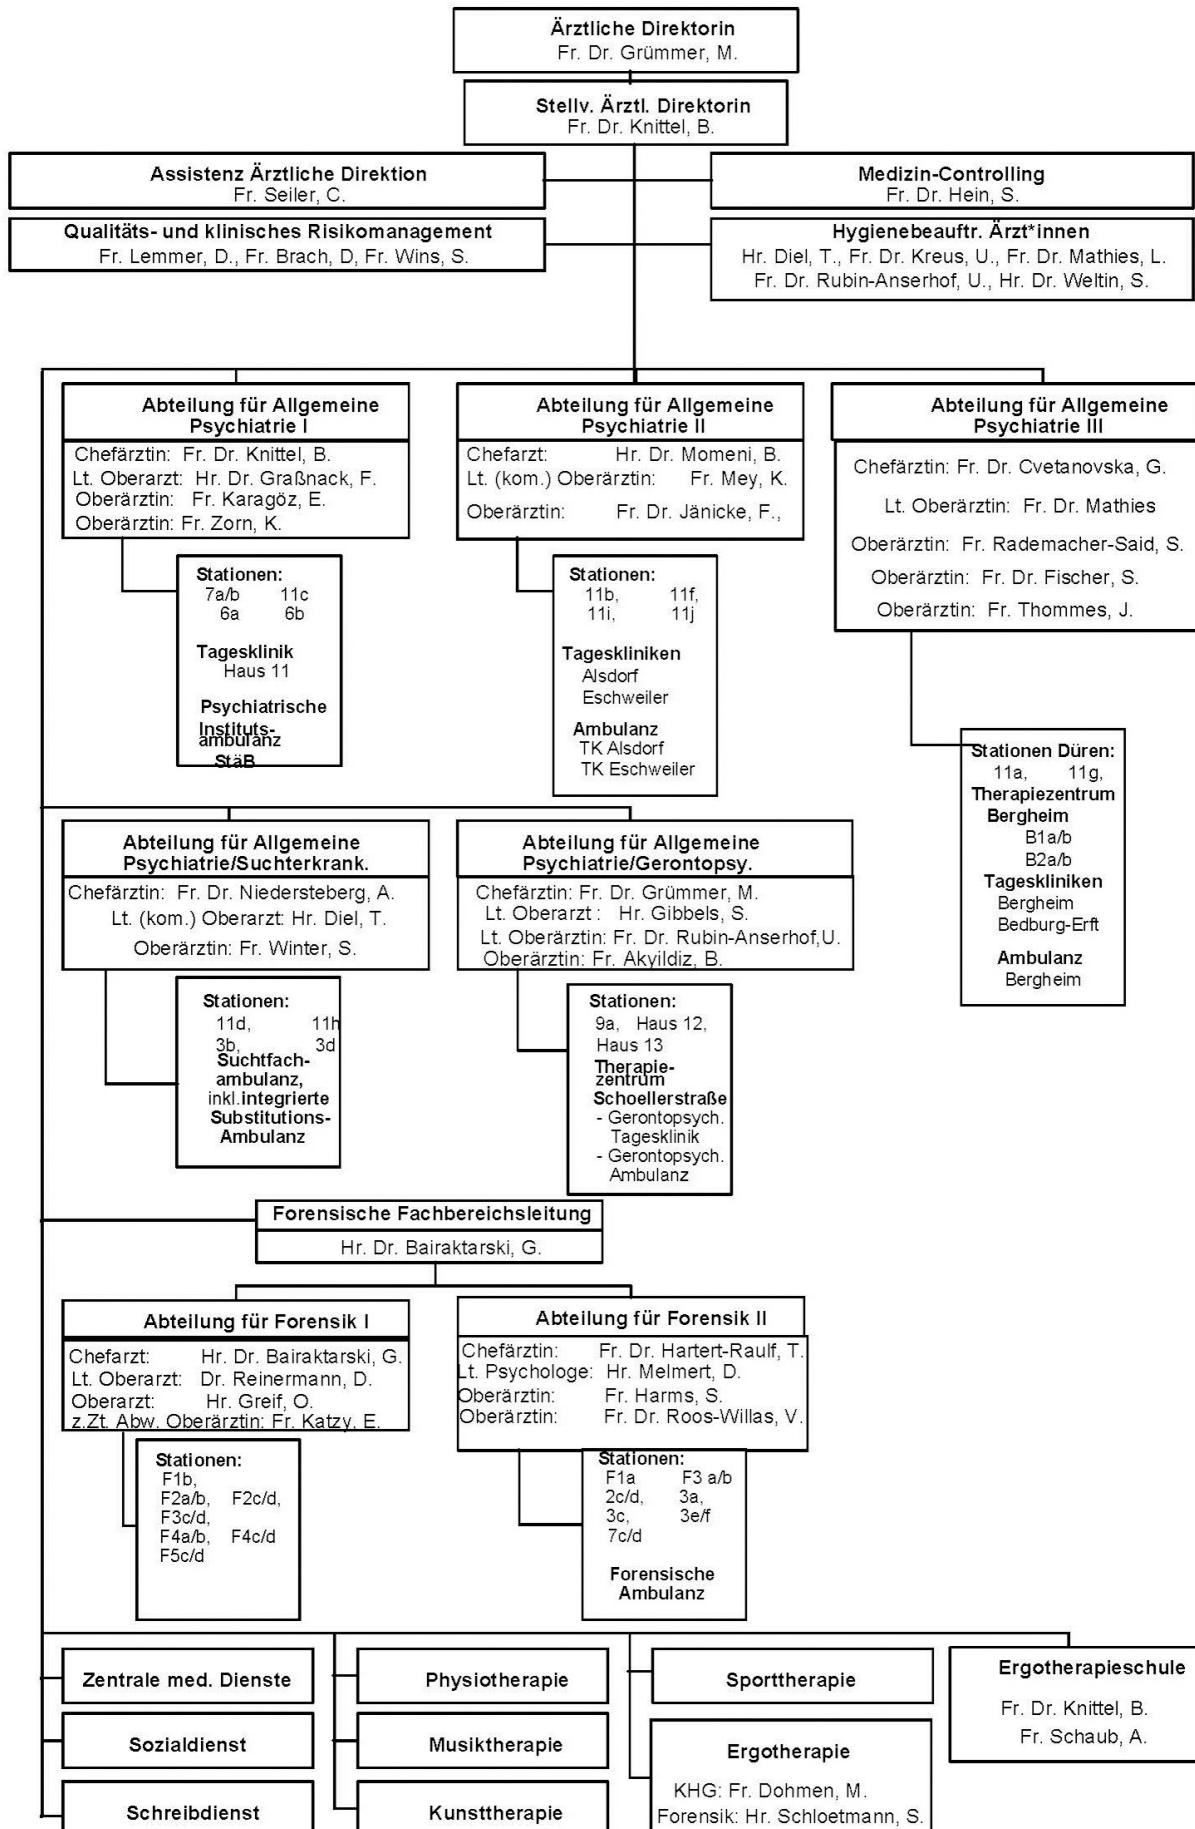 Ärztliche Direktorin
Fr. Dr. Grümmer, M.
Stellv. Ärztl. Direktorin
Fr. Dr. Knittel, B.
Assistenz Ärztliche Direktion
Fr. Seiler, C.
Medizin-Controlling
Fr. Dr. Hein, S.
Qualitäts- und klinisches Risikomanagement
Fr. Lemmer, D., Fr. Brach, D, Fr. Wins, S.
Hygienebeauftr. Ärzt*innen
Hr. Diel, T., Fr. Dr. Kreus, U., Fr. Dr. Mathies, L.
Fr. Dr. Rubin-Anserhof, U., Hr. Dr. Weltin, S.
Abteilung für Allgemeine
Psychiatrie I
Chefärztin: Fr. Dr. Knittel, B.
Lt. Oberarzt: Hr. Dr. Graßnack, F.
Oberärztin: Fr. Karagöz, E.
Oberärztin: Fr. Zorn, K.
Stationen:
7a/b 11c
6a 6b
Tagesklinik
Haus 11
Psychiatrische
Instituts-
ambulanz
StäB
Abteilung für Allgemeine
Psychiatrie II
Chefarzt: Hr. Dr. Momeni, B.
Lt. (kom.) Oberärztin: Fr. Mey, K.
Oberärztin: Fr. Dr. Jänicke, F.,
Stationen:
11b, 11f,
11i, 11j
Tageskliniken
Alsdorf
Eschweiler
Ambulanz
TK Alsdorf
TK Eschweiler
Abteilung für Allgemeine
Psychiatrie III
Chefärztin: Fr. Dr. Cvetanovska, G.
Lt. Oberärztin: Fr. Dr. Mathies
Oberärztin: Fr. Rademacher-Said, S.
Oberärztin: Fr. Dr. Fischer, S.
Oberärztin: Fr. Thommes, J.
Stationen Düren:
11a, 11g,
Therapiezentrum
Bergheim
B1a/b
B2a/b
Tageskliniken
Bergheim
Bedburg-Erft
Ambulanz
Bergheim
Abteilung für Allgemeine
Psychiatrie/Suchterkrank.
Chefärztin: Fr. Dr. Niedersteberg, A.
Lt. (kom.) Oberarzt: Hr. Diel, T.
Oberärztin: Fr. Winter, S.
Stationen:
11d, 11h
3b, 3d
Suchtfach-
ambulanz,
inkl.integrierte
Substitutions-
Ambulanz
Abteilung für Allgemeine
Psychiatrie/Gerontopsy.
Chefärztin: Fr. Dr. Grümmer, M.
Lt. Oberarzt : Hr. Gibbels, S.
Lt. Oberärztin: Fr. Dr. Rubin-Anserhof,U.
Oberärztin: Fr. Akyildiz, B.
Stationen:
9a, Haus 12,
Haus 13
Therapie-
zentrum
Schoellerstraße
- Gerontopsych.
Tagesklinik
- Gerontopsych.
Ambulanz
Forensische Fachbereichsleitung
Hr. Dr. Bairaktarski, G.
Abteilung für Forensik I
Chefarzt: Hr. Dr. Bairaktarski, G.
Lt. Oberarzt: Dr. Reinermann, D.
Oberarzt: Hr. Greif, O.
z.Zt. Abw. Oberärztin: Fr. Katzy, E.
Stationen:
F1b,
F2a/b, F2c/d,
F3c/d,
F4a/b, F4c/d
F5c/d
Abteilung für Forensik II
Chefärztin: Fr. Dr. Hartert-Raulf, T.
Lt. Psychologe: Hr. Melmert, D.
Oberärztin: Fr. Harms, S.
Oberärztin: Fr. Dr. Roos-Willas, V.
Stationen:
F1a F3 a/b
2c/d, 3a,
3c, 3e/f
7c/d
Forensische
Ambulanz
Zentrale med. Dienste
Sozialdienst
Schreibdienst
Physiotherapie
Musiktherapie
Kunsttherapie
Sporttherapie
Ergotherapie
KHG: Fr. Dohmen, M.
Forensik: Hr. Schloetmann, S.
Ergotherapieschule
Fr. Dr. Knittel, B.
Fr. Schaub, A.